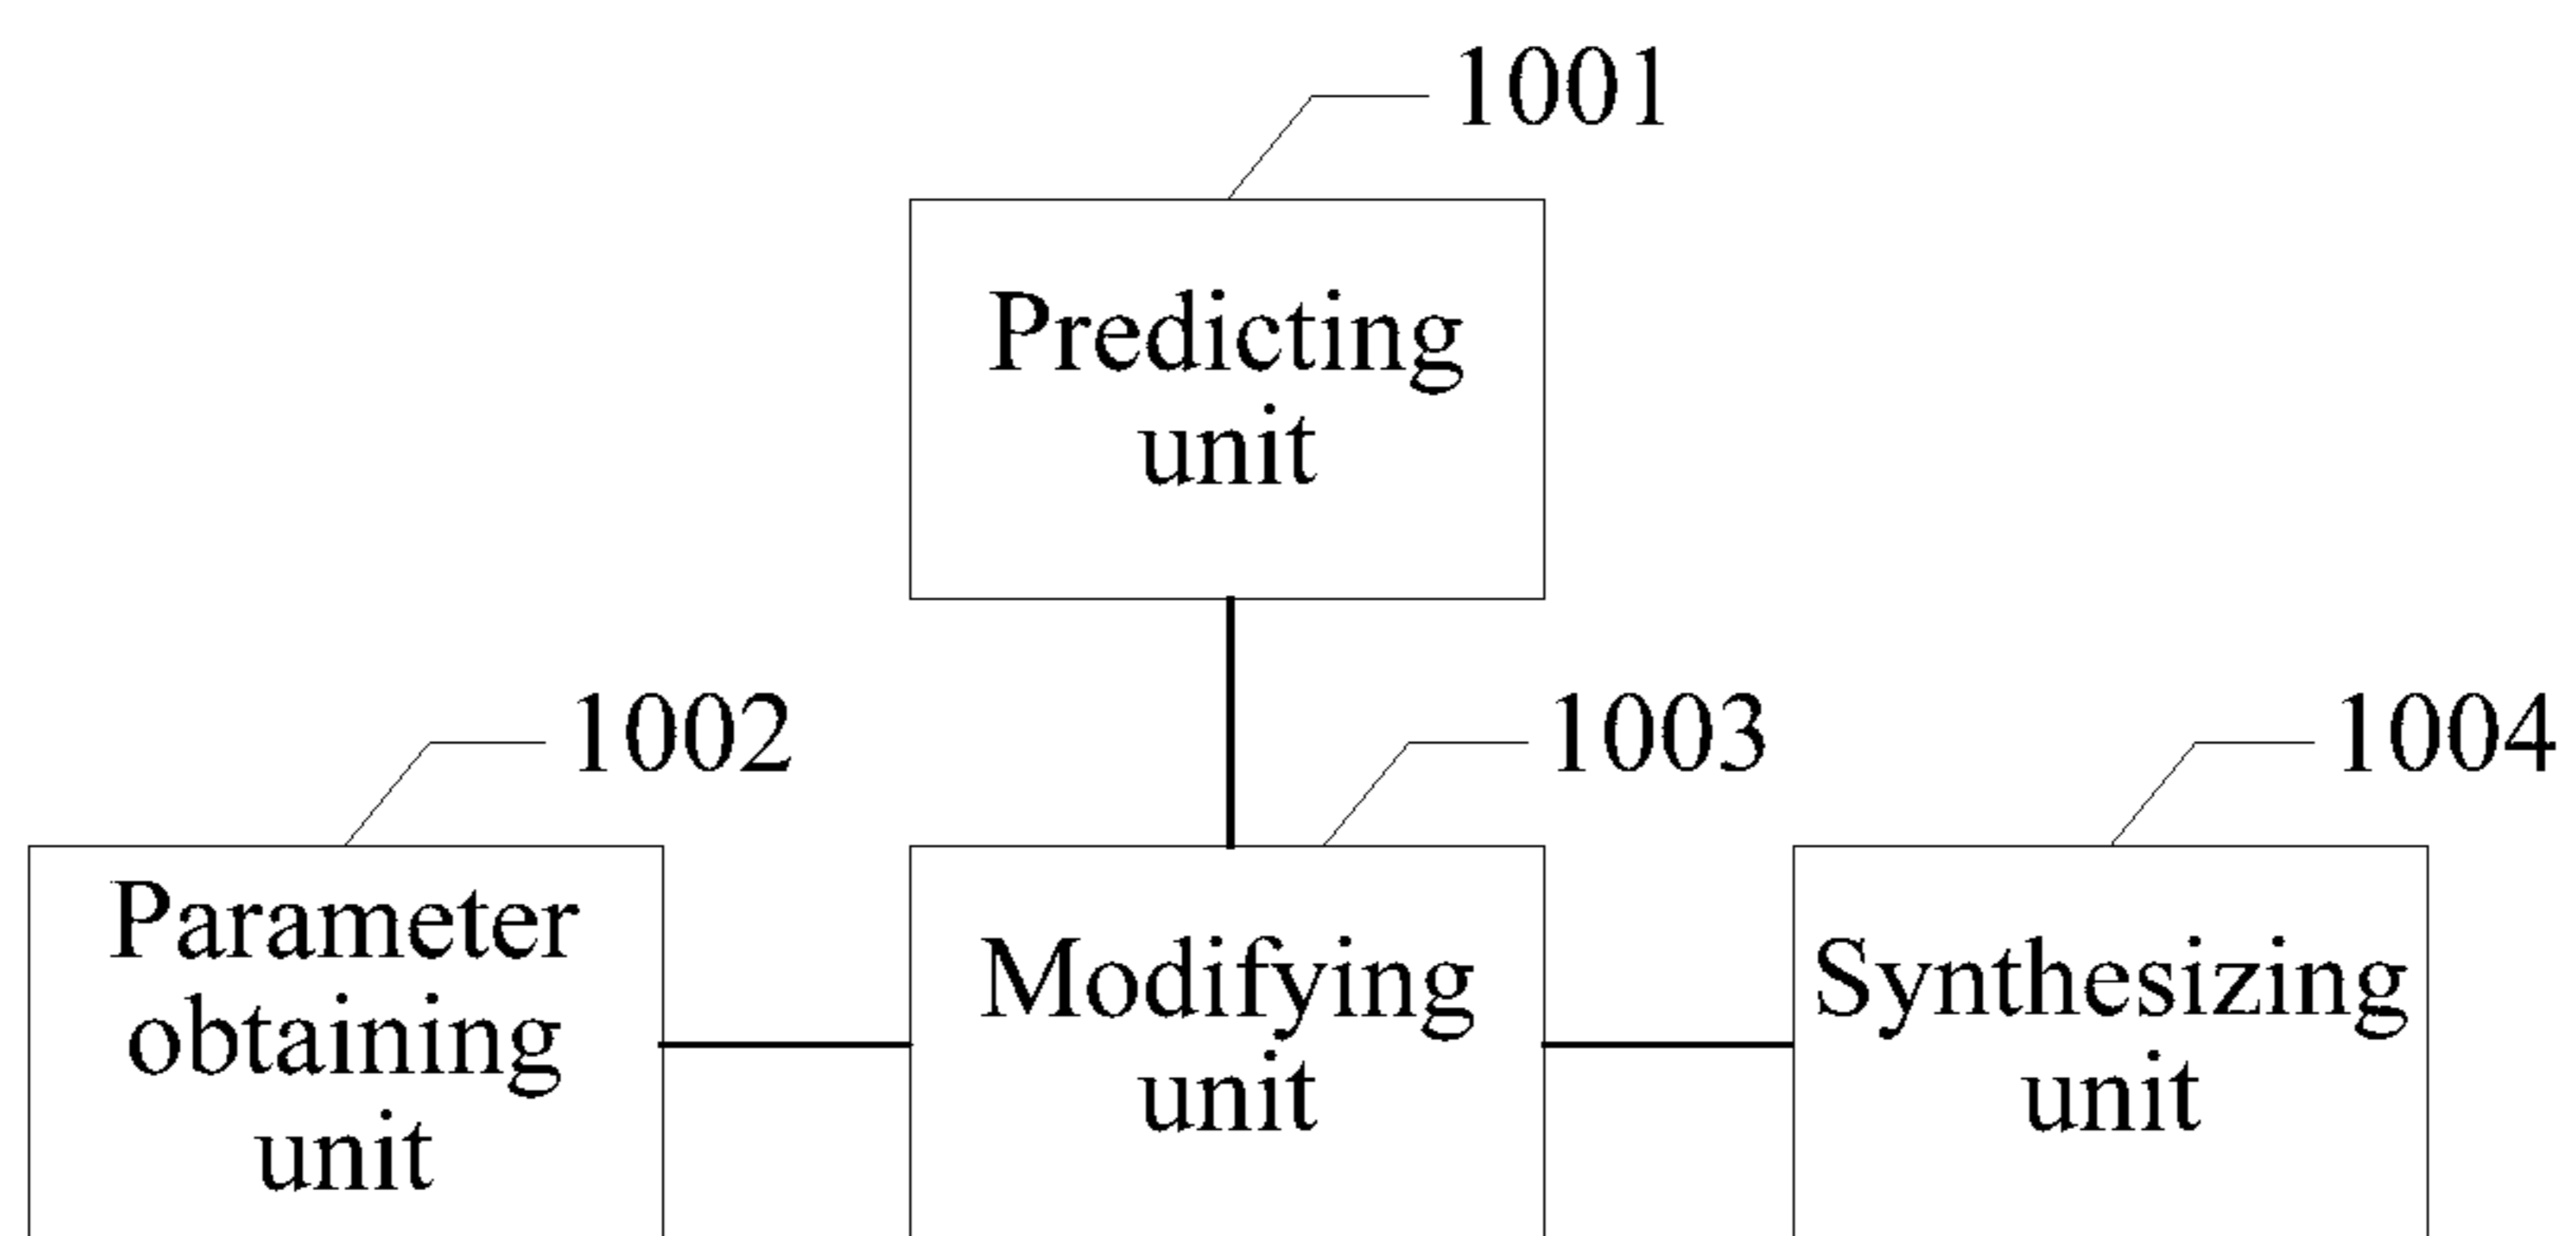 1001
Predicting
unit
1002
1003
1004
Parameter
obtaining
unit
Modifying
unit
Synthesizing
unit